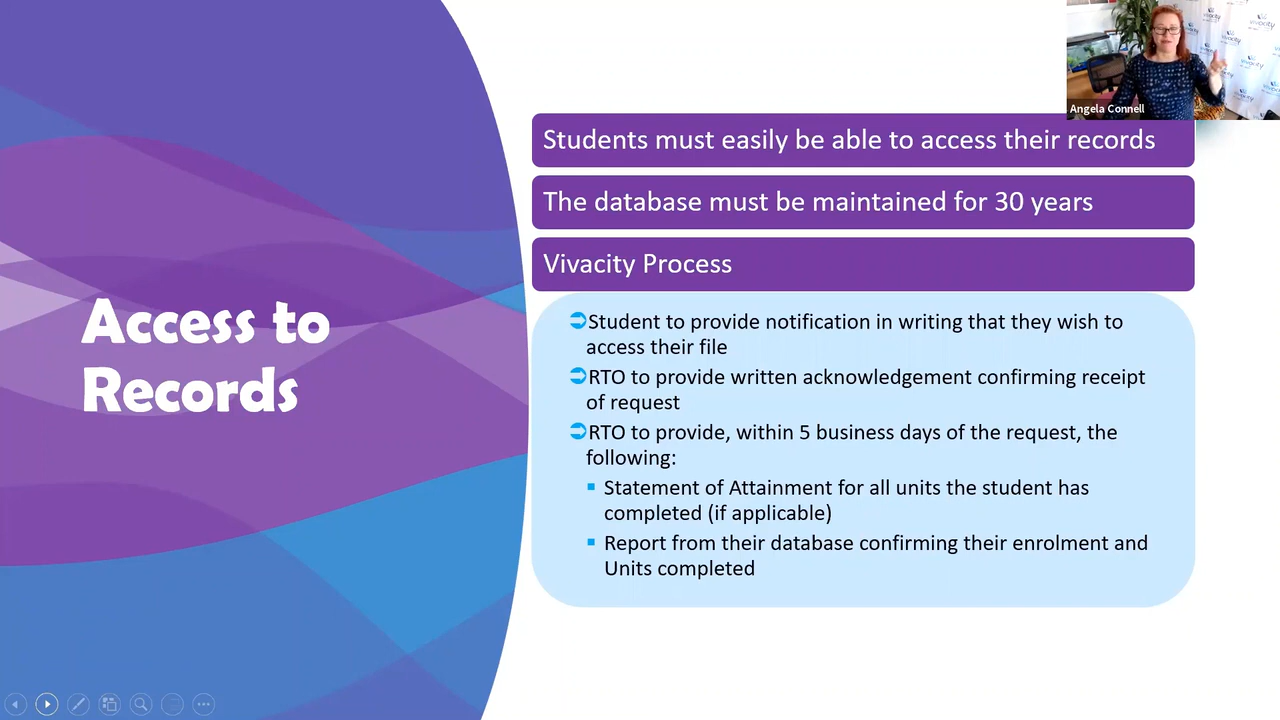 vivacity
vivacity
vivacity
vivacity
Angela Connell
Students must easily be able to access their records
The database must be maintained for 30 years
Vivacity Process
Access to
Records
Student to provide notification in writing that they wish to
access their file
RTO to provide written acknowledgement confirming receipt
of request
RTO to provide, within 5 business days of the request, the
following:
Statement of Attainment for all units the student has
completed (if applicable)
Report from their database confirming their enrolment and
Units completed